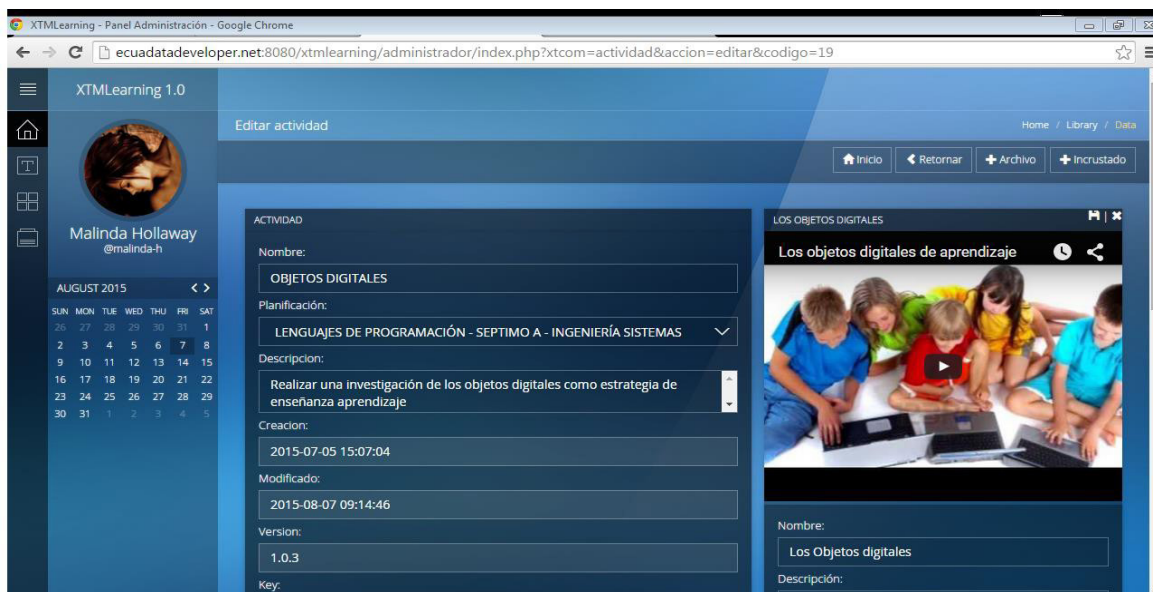 XTMLearning - Panel Administración - Google Chrome
ecuadatadeveloper.net:8080/xtmlearning/administrador/index.php?xtcom=actividad&accion=editar&codigo=19
XTMLearning 1.0
Editar actividad
Home / Library / Data
Inicio
Retornar
Archivo
Incrustado
Malinda Hollaway
@malinda-h
AUGUST 2015
SUN MON TUE WED THU FRI SAT
26 27 28 29 30 31 1
2 3 4 5 6 7 8
9 10 11 12 13 14 15
16 17 18 19 20 21 22
23 24 25 26 27 28 29
30 31 1 2 3 4 5
ACTIVIDAD
Nombre:
OBJETOS DIGITALES
Planificación:
LENGUAJES DE PROGRAMACIÓN - SEPTIMO A - INGENIERÍA SISTEMAS
Descripcion:
Realizar una investigación de los objetos digitales como estrategia de
enseñanza aprendizaje
Creacion:
2015-07-05 15:07:04
Modificado:
2015-08-07 09:14:46
Version:
1.0.3
Key:
LOS OBJETOS DIGITALES
Los objetos digitales de aprendizaje
Nombre:
Los Objetos digitales
Descripción: